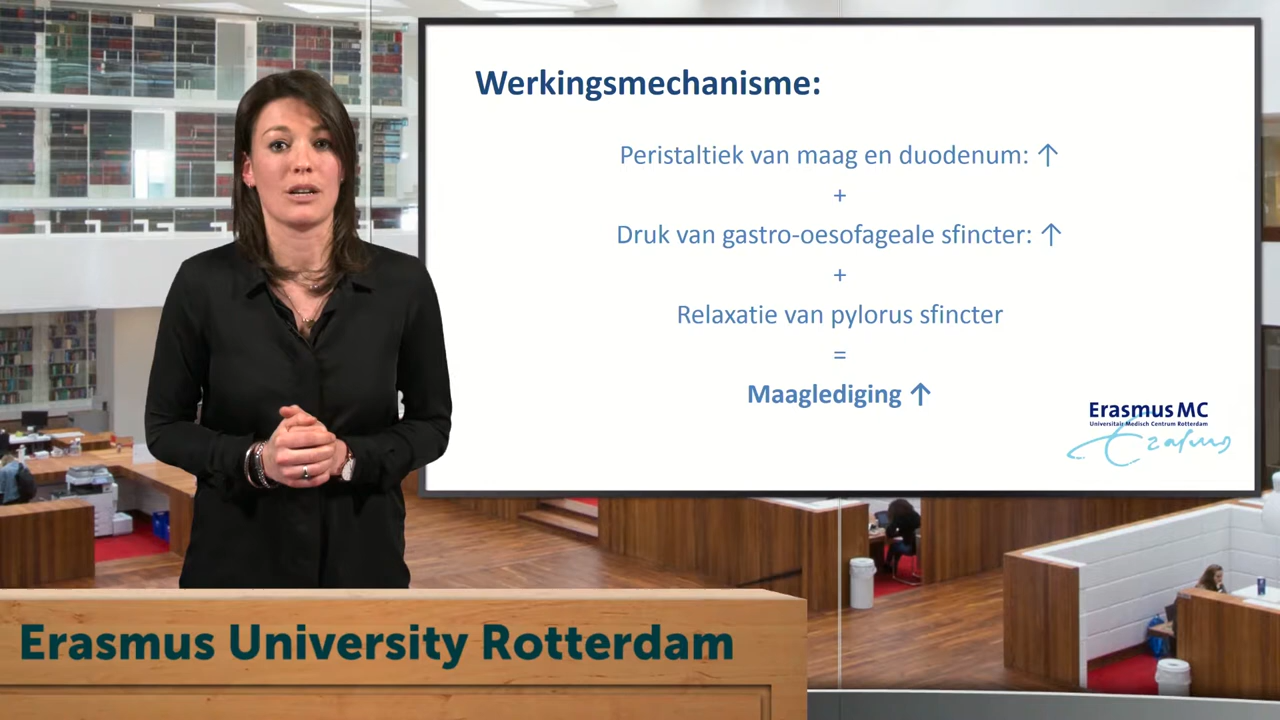 Werkingsmechanisme:
Peristaltiek van maag en duodenum: ↑
+
Druk van gastro-oesofageale sfincter: ↑
+
Relaxatie van pylorus sfincter
=
Maaglediging ↑
Erasmus MC
Universitair Medisch Centrum Rotterdam
Erasmus
Erasmus University Rotterdam